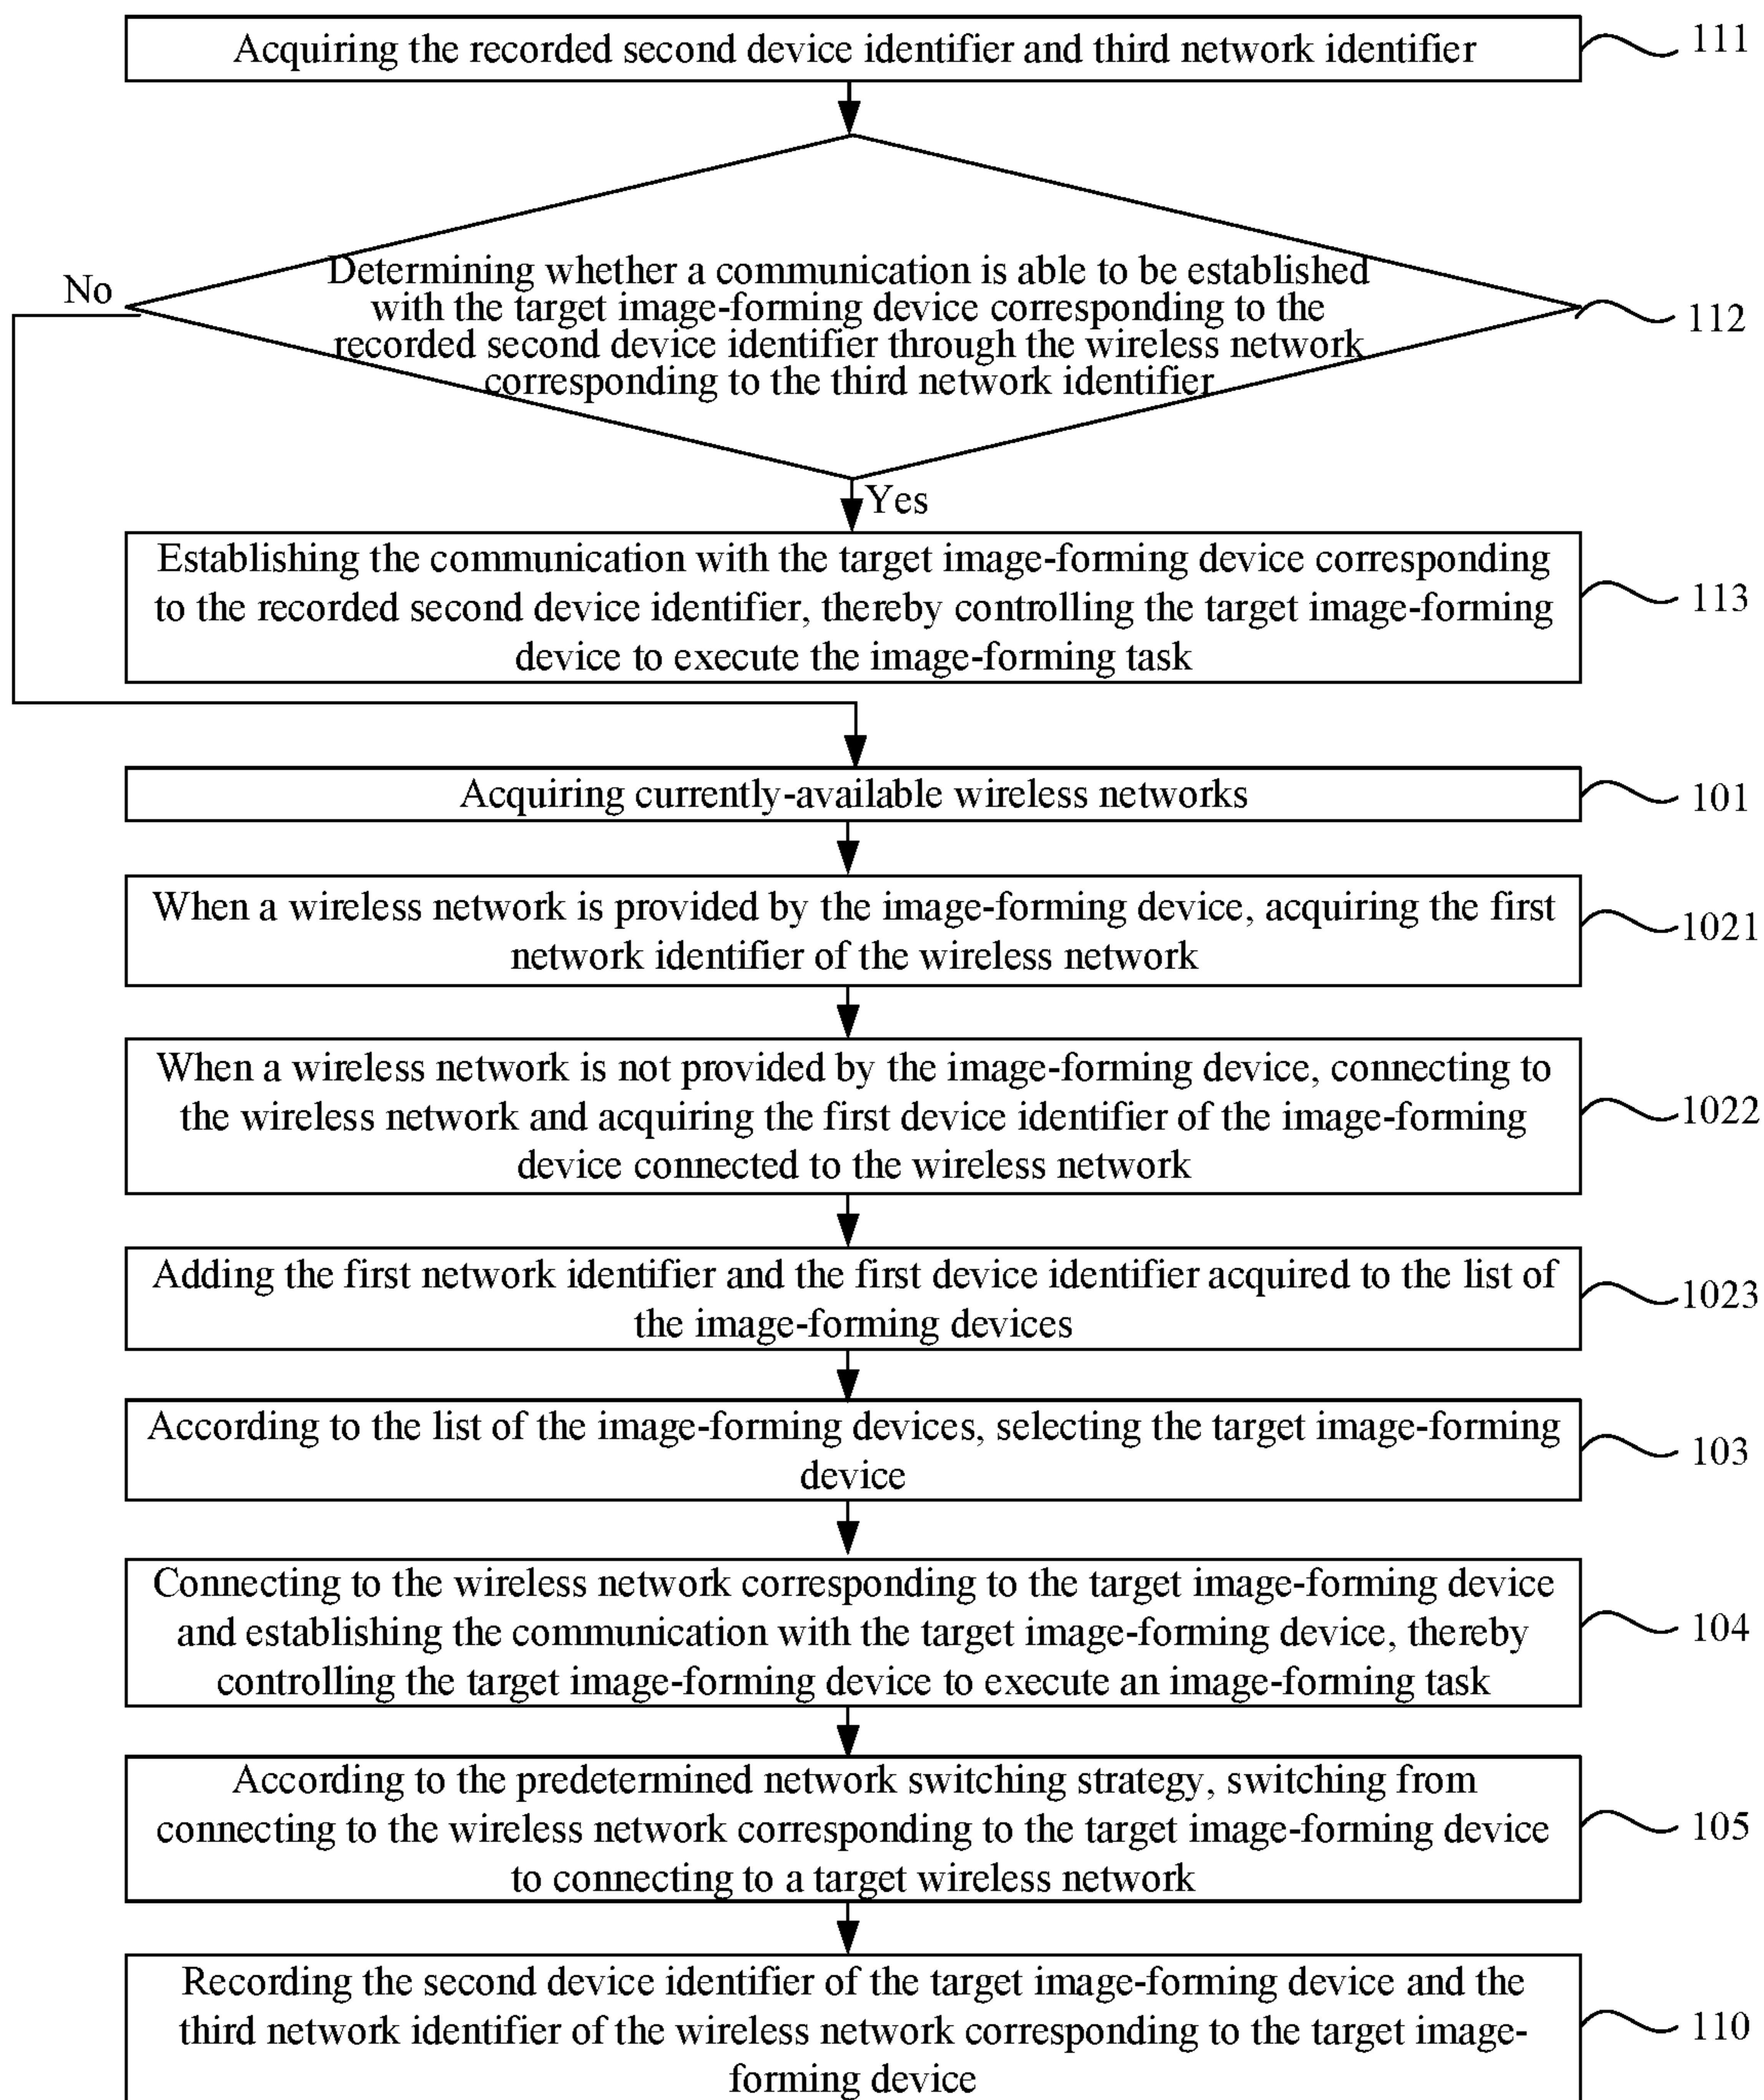 Acquiring the recorded second device identifier and third network identifier
111
Determining whether a communication is able to be established
No
with the target image-forming device corresponding to the
112
recorded second device identifier through the wireless network
corresponding to the third network identifier
Yes
Establishing the communication with the target image-forming device corresponding
to the recorded second device identifier, thereby controlling the target image-forming
113
device to execute the image-forming task
Acquiring currently-available wireless networks
101
When a wireless network is provided by the image-forming device, acquiring the first
network identifier of the wireless network
1021
When a wireless network is not provided by the image-forming device, connecting to
the wireless network and acquiring the first device identifier of the image-forming
1022
device connected to the wireless network
Adding the first network identifier and the first device identifier acquired to the list of
the image-forming devices
1023
According to the list of the image-forming devices, selecting the target image-forming
device
103
Connecting to the wireless network corresponding to the target image-forming device
and establishing the communication with the target image-forming device, thereby
104
controlling the target image-forming device to execute an image-forming task
According to the predetermined network switching strategy, switching from
connecting to the wireless network corresponding to the target image-forming device
105
to connecting to a target wireless network
Recording the second device identifier of the target image-forming device and the
third network identifier of the wireless network corresponding to the target image-
110
forming device